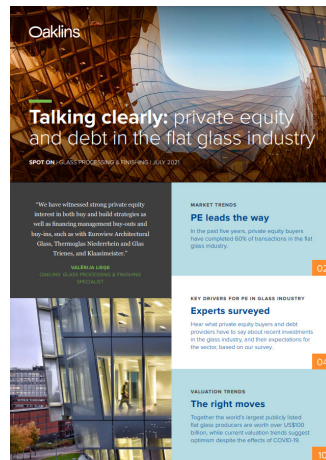 Oaklins
Talking clearly: private equity
and debt in the flat glass industry
SPOT ON | GLASS PROCESSING & FINISHING | JULY 2021
"We have witnessed strong private equity
interest in both buy and build strategies as
well as financing management buy-outs and
buy-ins, such as with Euroview Architectural
Glass, Thermoglas Niederrhein and Glas
Trienes, and Klaasimeister."
OAKLINS GLASS PROCESSING & FINISHING
SPECIALIST
MARKET TRENDS
PE leads the way
In the past five years, private equity buyers
have completed 60% of transactions in the flat
glass industry.
02
KEY DRIVERS FOR PE IN GLASS INDUSTRY
Experts surveyed
Hear what private equity buyers and debt
providers have to say about recent investments
in the glass industry, and their expectations for
the sector, based on our survey.
04
VALUATION TRENDS
The right moves
Together the world's largest publicly listed
flat glass producers are worth over US$100
billion, while current valuation trends suggest
optimism despite the effects of COVID-19.
10